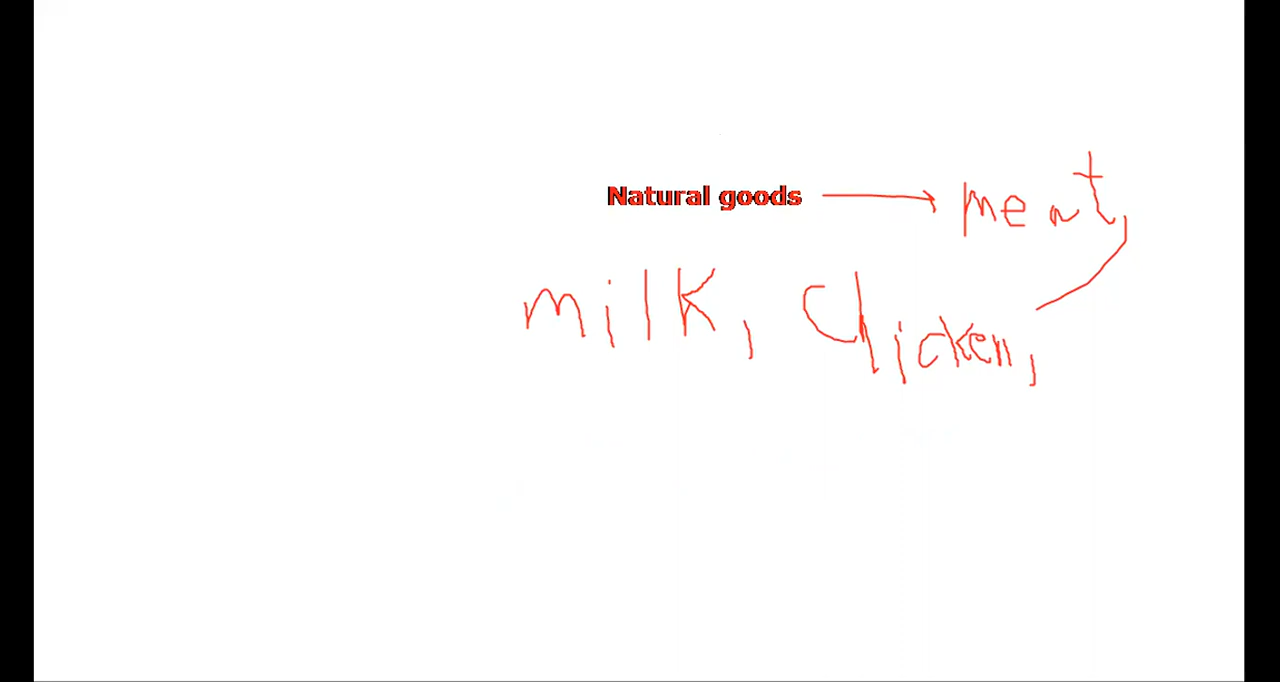 Natural goods → meat,
milk, chicken,